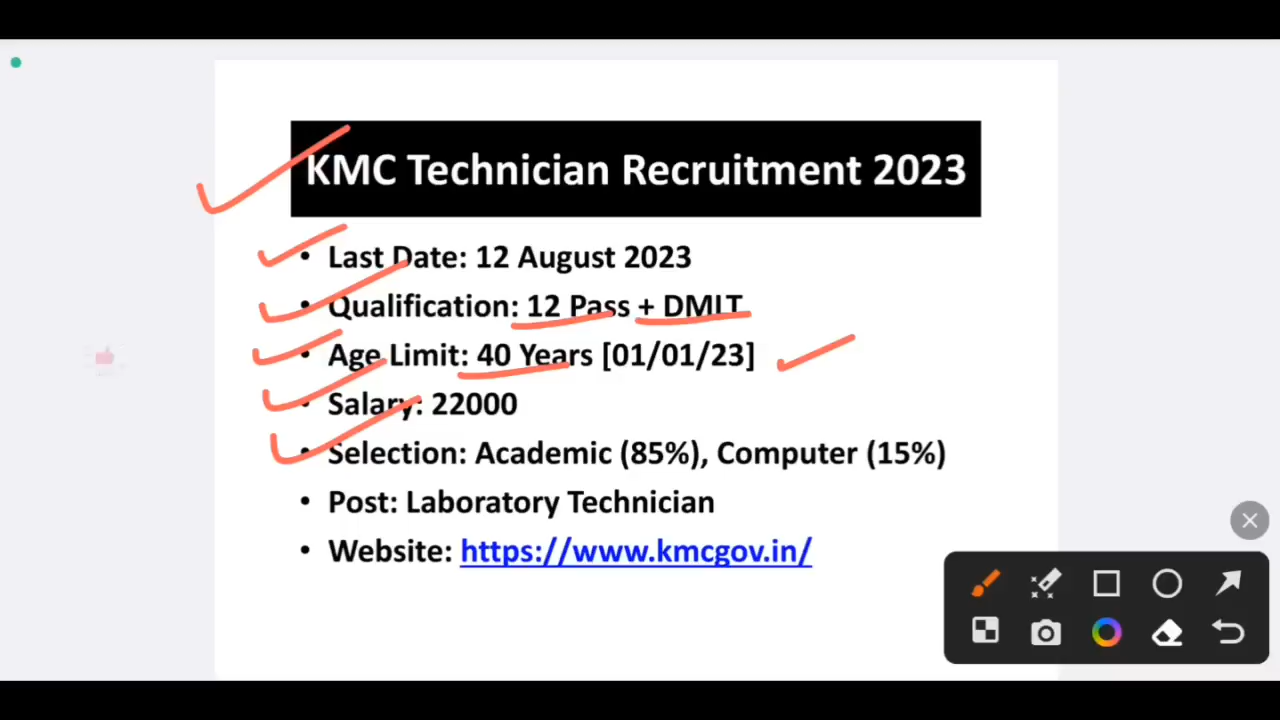 KMC Technician Recruitment 2023
• Last Date: 12 August 2023
• Qualification: 12 Pass + DMLT
• Age Limit: 40 Years [01/01/23]
• Salary: 22000
• Selection: Academic (85%), Computer (15%)
• Post: Laboratory Technician
• Website: https://www.kmcgov.in/